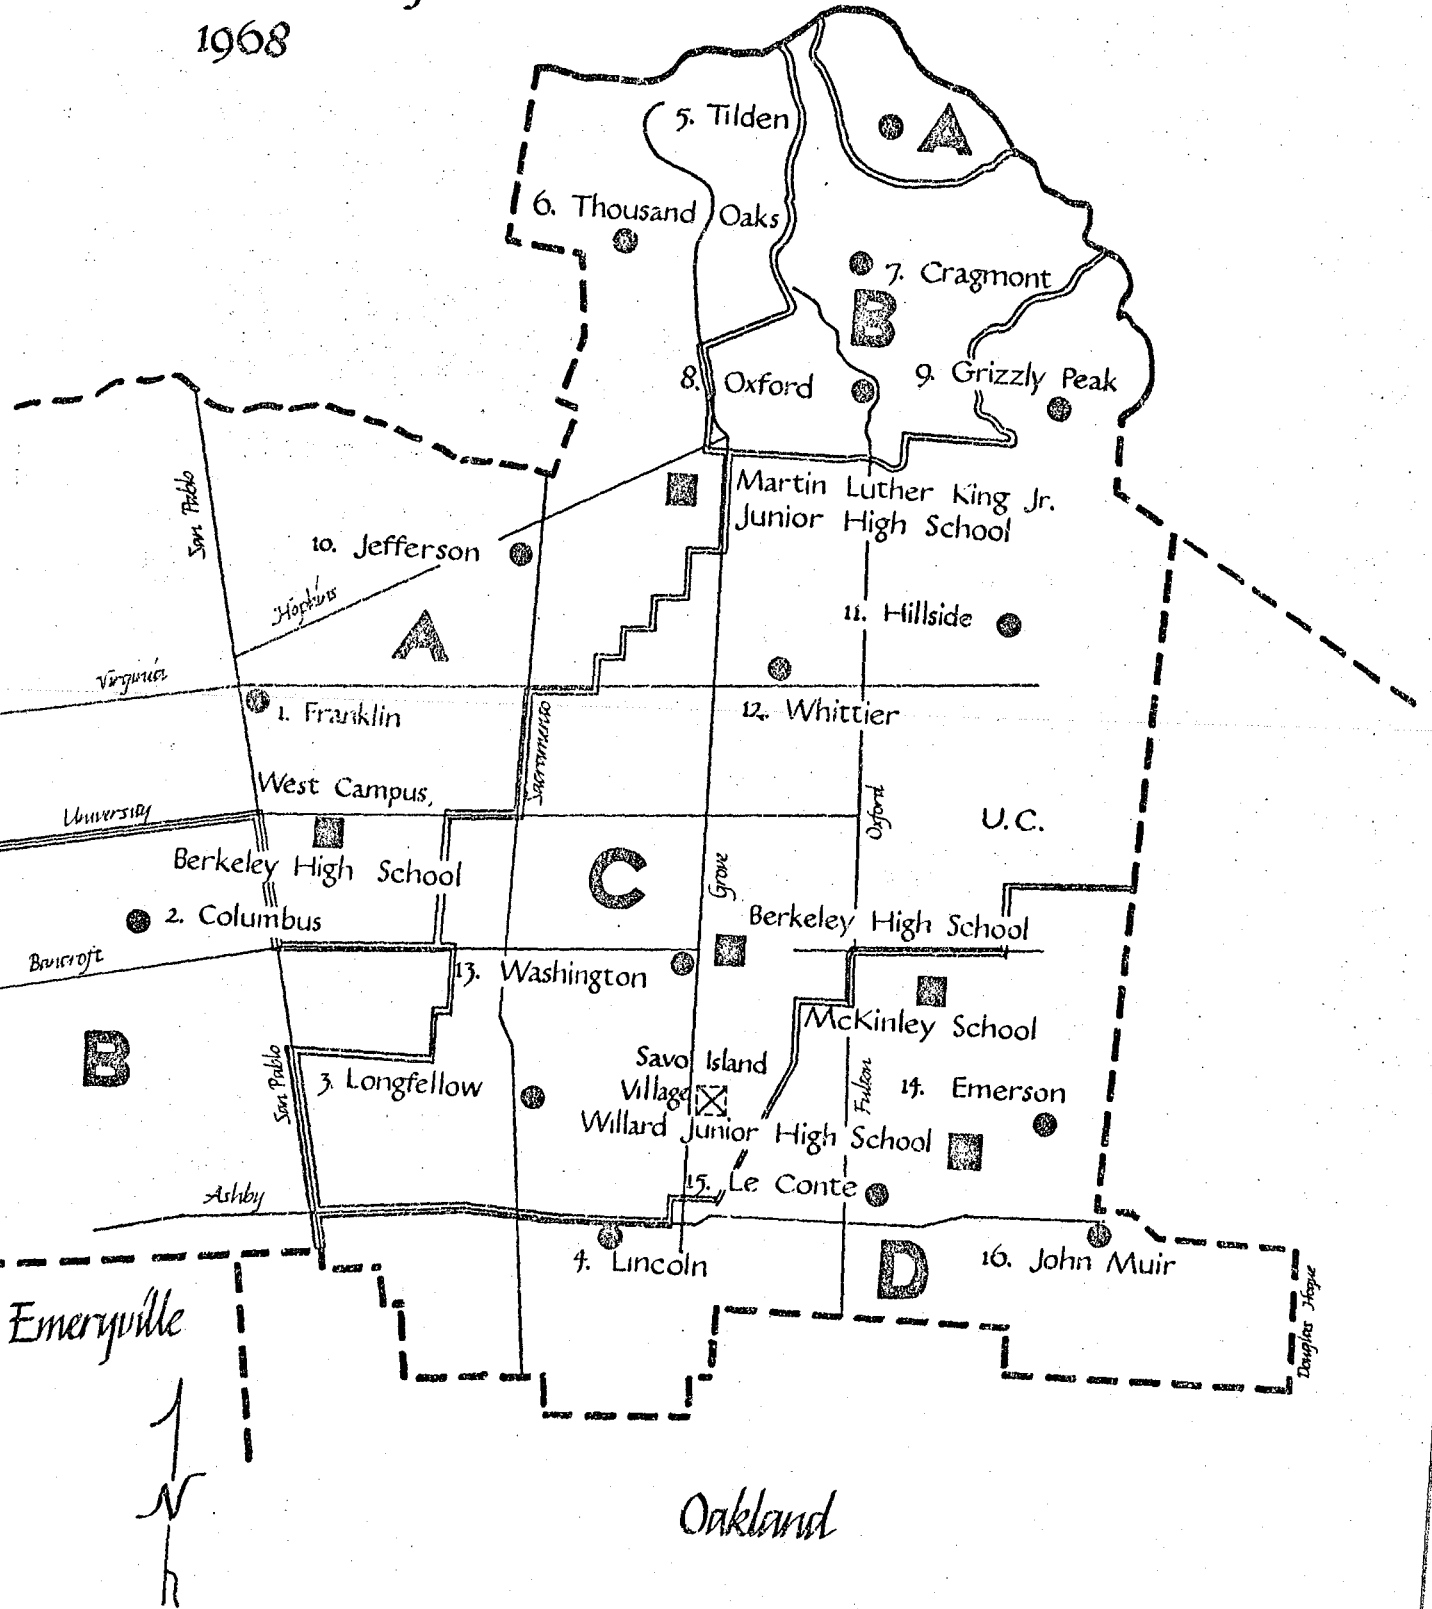 1968
5. Tilden
A
6. Thousand Oaks
7. Cragmont
B
8. Oxford
9. Grizzly Peak
San Pablo
Martin Luther King Jr.
Junior High School
10. Jefferson
Hopkins
A
11. Hillside
Virginia
1. Franklin
12. Whittier
Sacramento
West Campus,
Berkeley High School
University
Oxford
U.C.
C
Grove
2. Columbus
Berkeley High School
Bancroft
13. Washington
McKinley School
B
San Pablo
3. Longfellow
Savo Island
Village
Fulton
14. Emerson
Willard Junior High School
15. Le Conte
Ashby
4. Lincoln
D
16. John Muir
Emeryville
N
Oakland